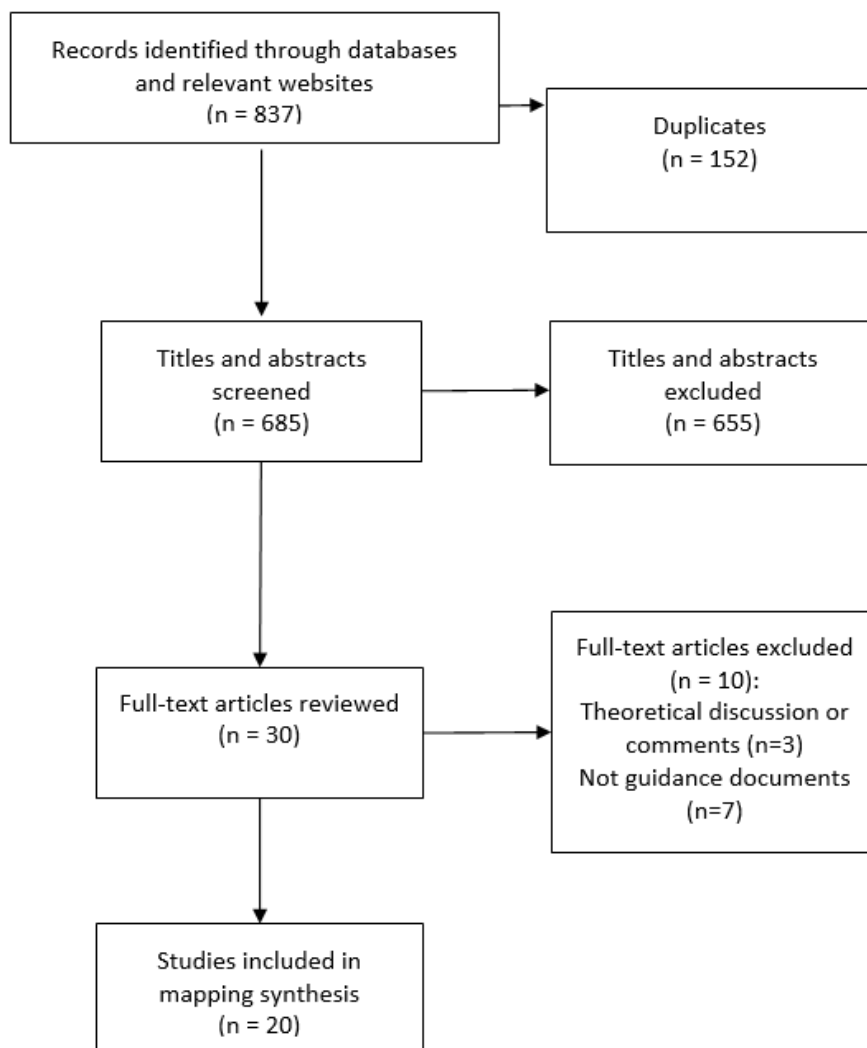 Records identified through databases
and relevant websites
(n = 837)
Duplicates
(n = 152)
Titles and abstracts
screened
(n = 685)
Titles and abstracts
excluded
(n = 655)
Full-text articles reviewed
(n = 30)
Full-text articles excluded
(n = 10):
Theoretical discussion or
comments (n=3)
Not guidance documents
(n=7)
Studies included in
mapping synthesis
(n = 20)